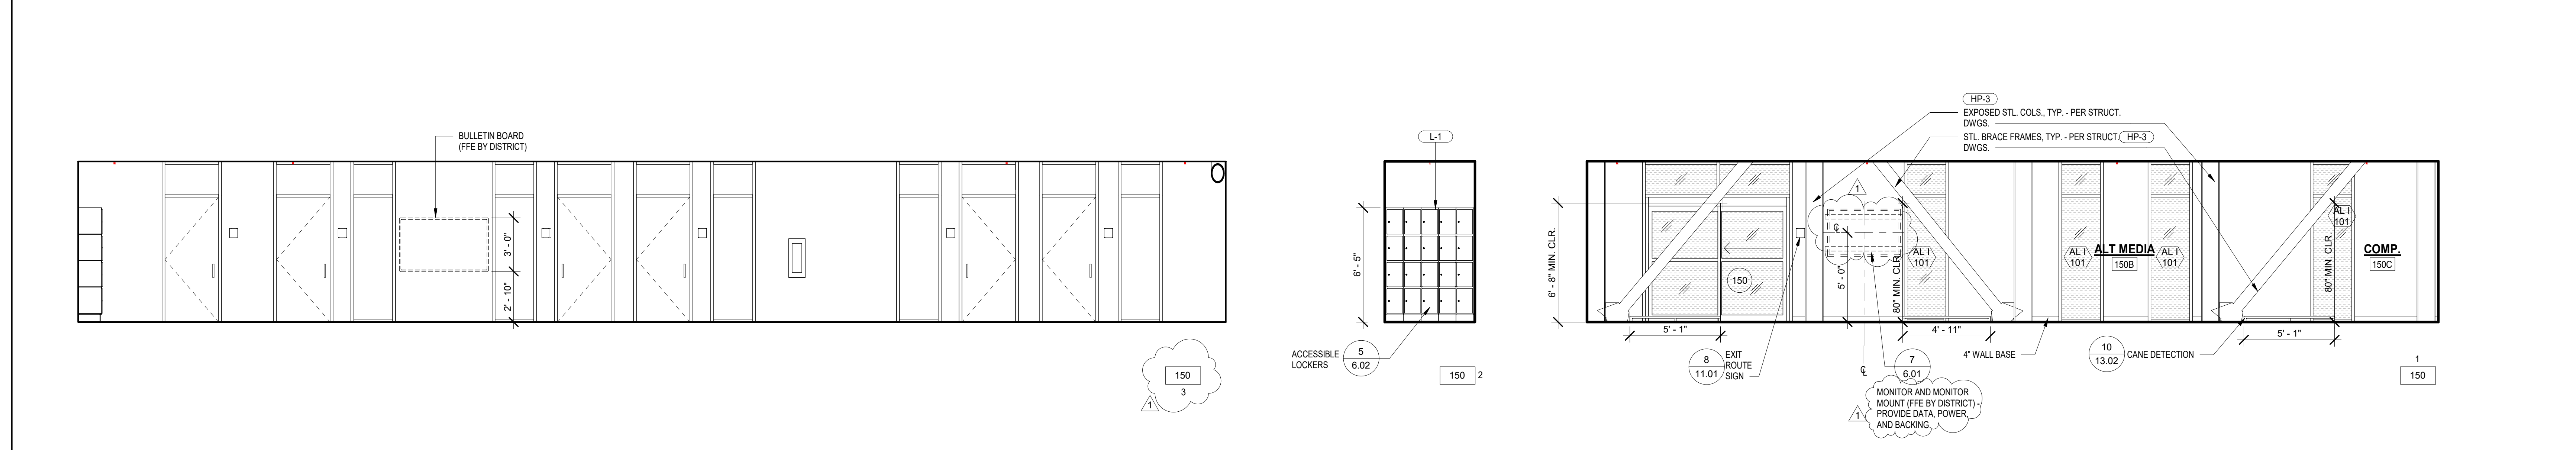 BULLETIN BOARD
(FFE BY DISTRICT)
3' - 0"
2' - 10"
150
3
1
L-1
6' - 5"
ACCESSIBLE
LOCKERS
5
6.02
150
2
HP-3
EXPOSED STL. COLS., TYP. - PER STRUCT.
DWGS.
STL. BRACE FRAMES, TYP. - PER STRUCT.
HP-3
DWGS.
6' - 8" MIN. CLR.
1
150
5' - 0"
80" MIN. CLR.
AL I
101
AL I
101
ALT MEDIA
150B
AL I
101
AL I
101
80" MIN. CLR.
COMP.
150C
5' - 1"
4' - 11"
5' - 1"
8
11.01
EXIT
ROUTE
SIGN
7
6.01
4" WALL BASE
10
13.02
CANE DETECTION
MONITOR AND MONITOR
MOUNT (FFE BY DISTRICT) -
PROVIDE DATA, POWER,
AND BACKING.
1
1
150